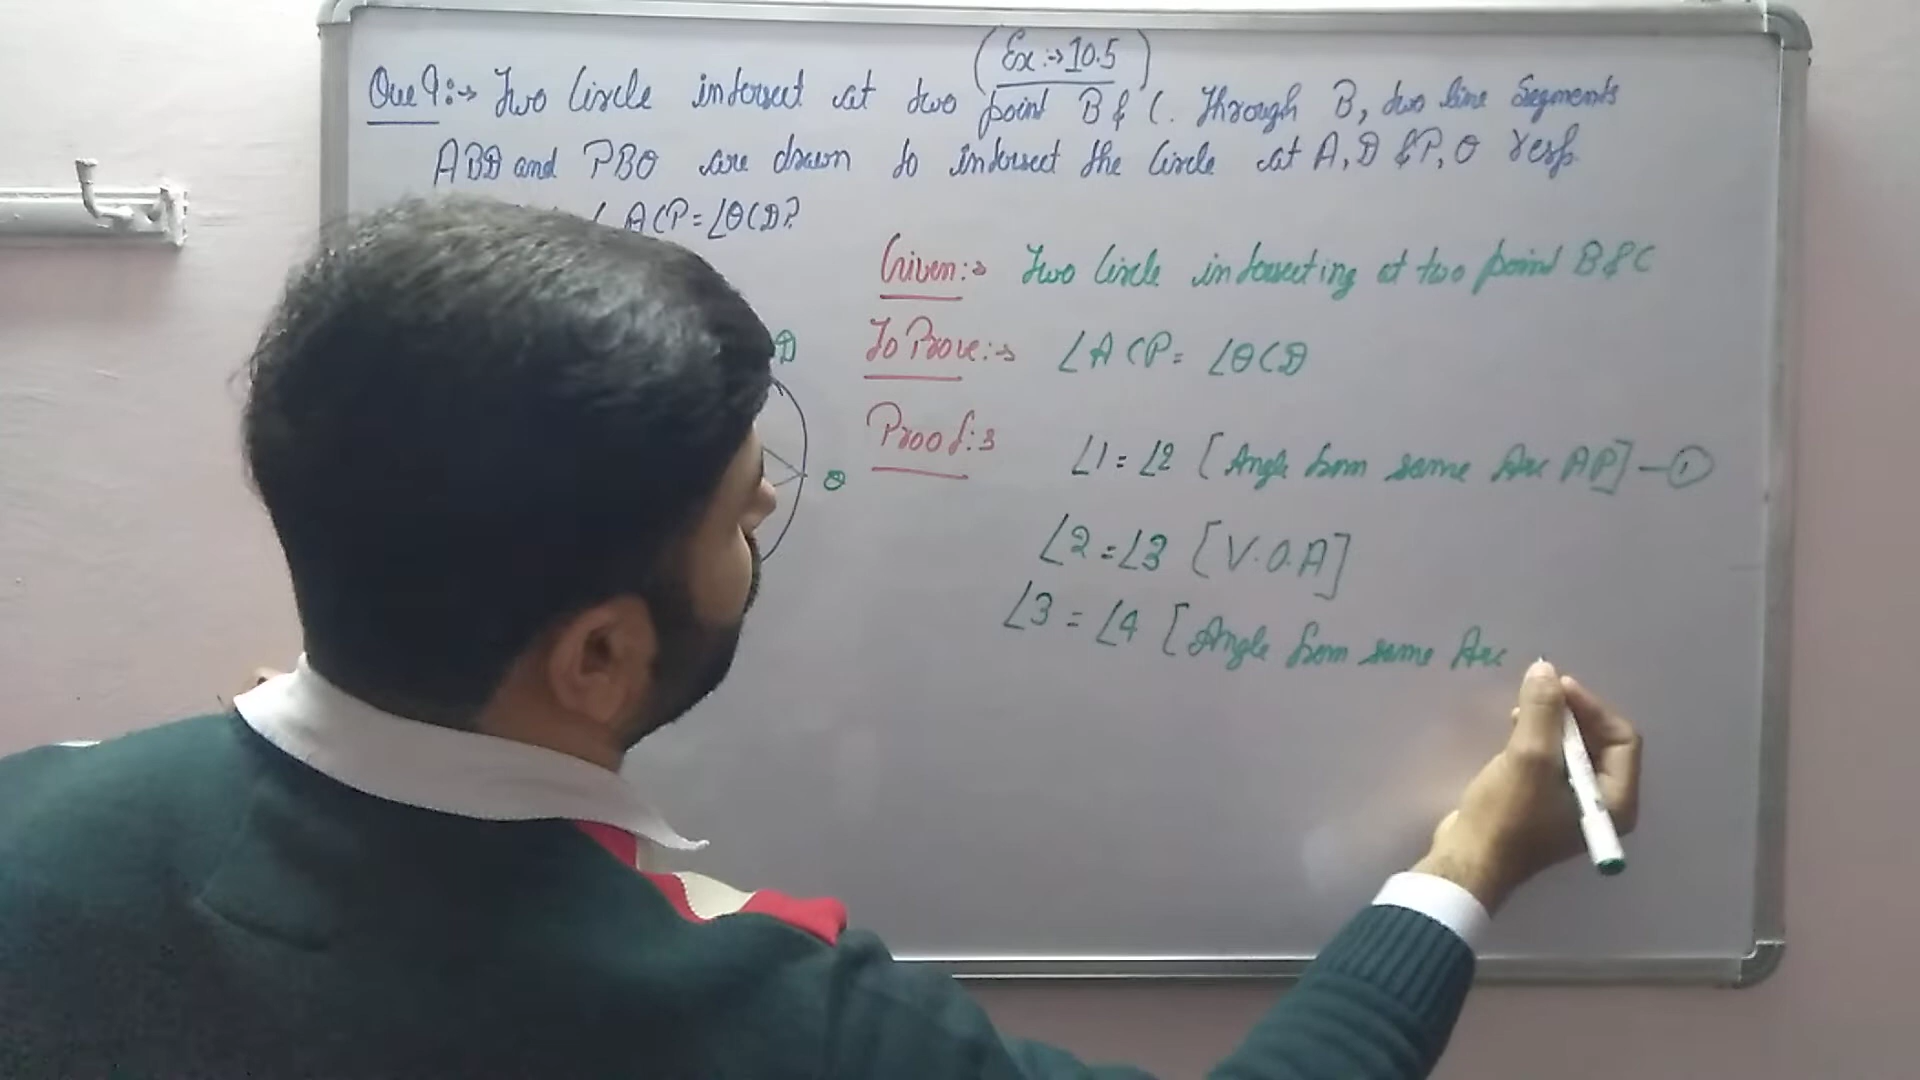 (Ex:→10.5)
Que9:→ Two Circle intersect at two point B & C. Through B, two line Segments
ABD and PBQ are drawn to intersect the Circle at A, D & P, Q resp.
∠ACP=∠QCD?
Given:→ Two Circle intersecting at two point B & C
To Prove:→ ∠ACP= ∠QCD
D
Q
Proof:→ ∠1=∠2 [Angle from same Arc AP] —①
∠2=∠3 [V.O.A]
∠3=∠4 [Angle from same Arc